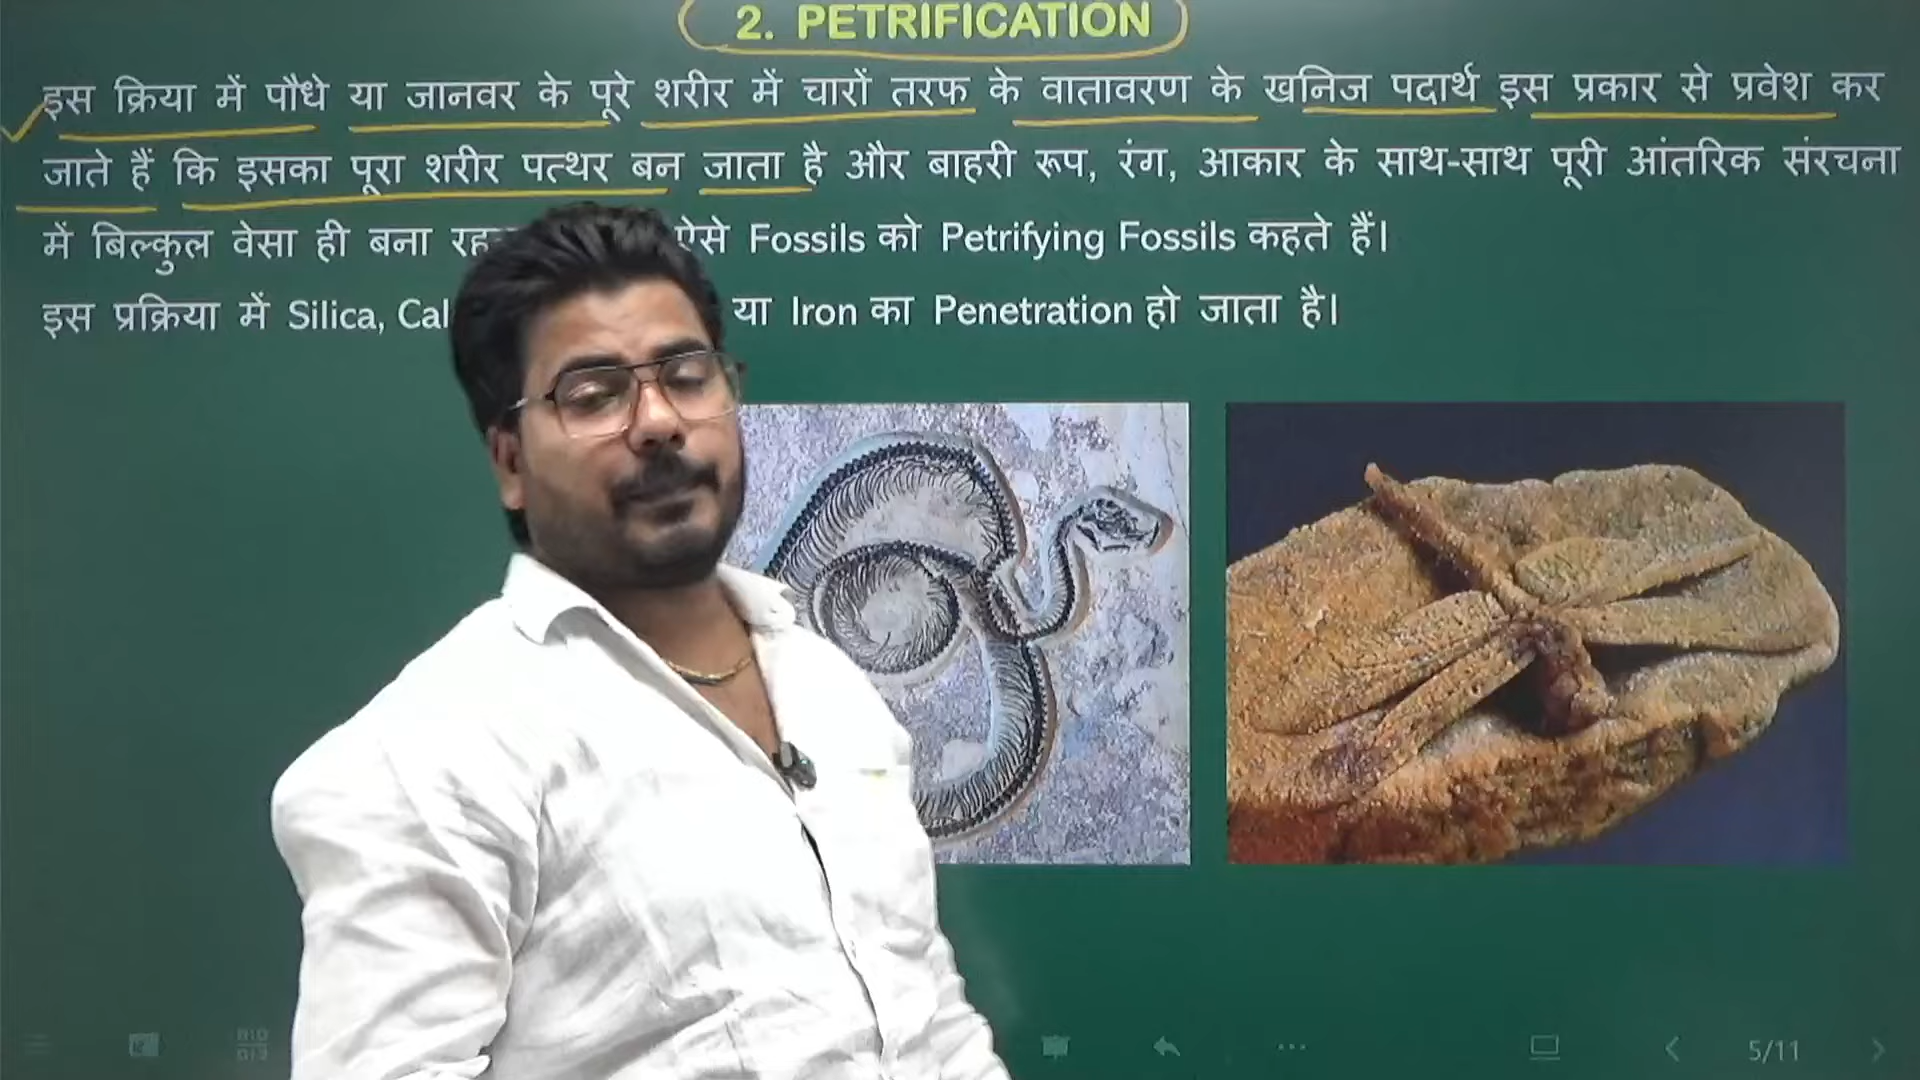 2. PETRIFICATION
इस क्रिया में पौधे या जानवर के पूरे शरीर में चारों तरफ के वातावरण के खनिज पदार्थ इस प्रकार से प्रवेश कर
जाते हैं कि इसका पूरा शरीर पत्थर बन जाता है और बाहरी रूप, रंग, आकार के साथ-साथ पूरी आंतरिक संरचना
में बिल्कुल वेसा ही बना ऐसे Fossils को Petrifying Fossils कहते हैं।
इस प्रक्रिया में Silica, या Iron का Penetration हो जाता है।
5/11